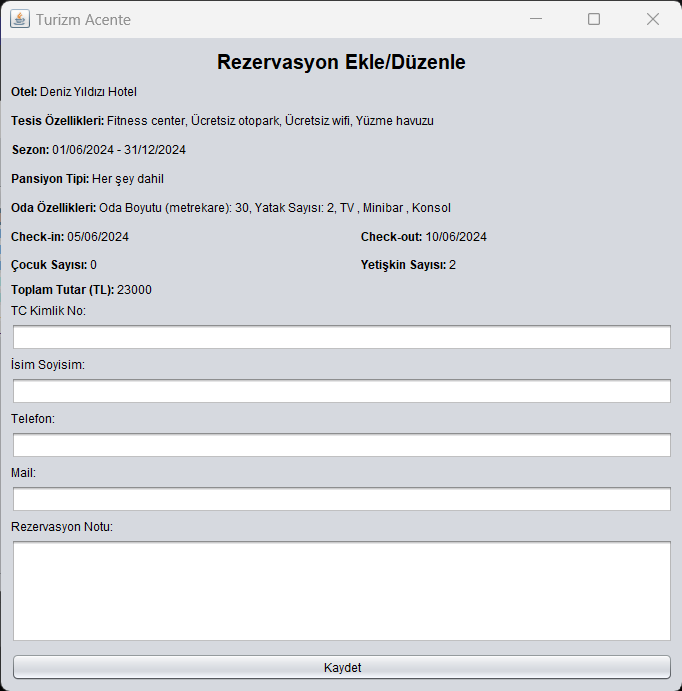 Turizm Acente
Rezervasyon Ekle/Düzenle
Otel: Deniz Yıldızı Hotel
Tesis Özellikleri: Fitness center, Ücretsiz otopark, Ücretsiz wifi, Yüzme havuzu
Sezon: 01/06/2024 - 31/12/2024
Pansiyon Tipi: Her şey dahil
Oda Özellikleri: Oda Boyutu (metrekare): 30, Yatak Sayısı: 2, TV , Minibar , Konsol
Check-in: 05/06/2024 Check-out: 10/06/2024
Çocuk Sayısı: 0 Yetişkin Sayısı: 2
Toplam Tutar (TL): 23000
TC Kimlik No:
İsim Soyisim:
Telefon:
Mail:
Rezervasyon Notu:
Kaydet